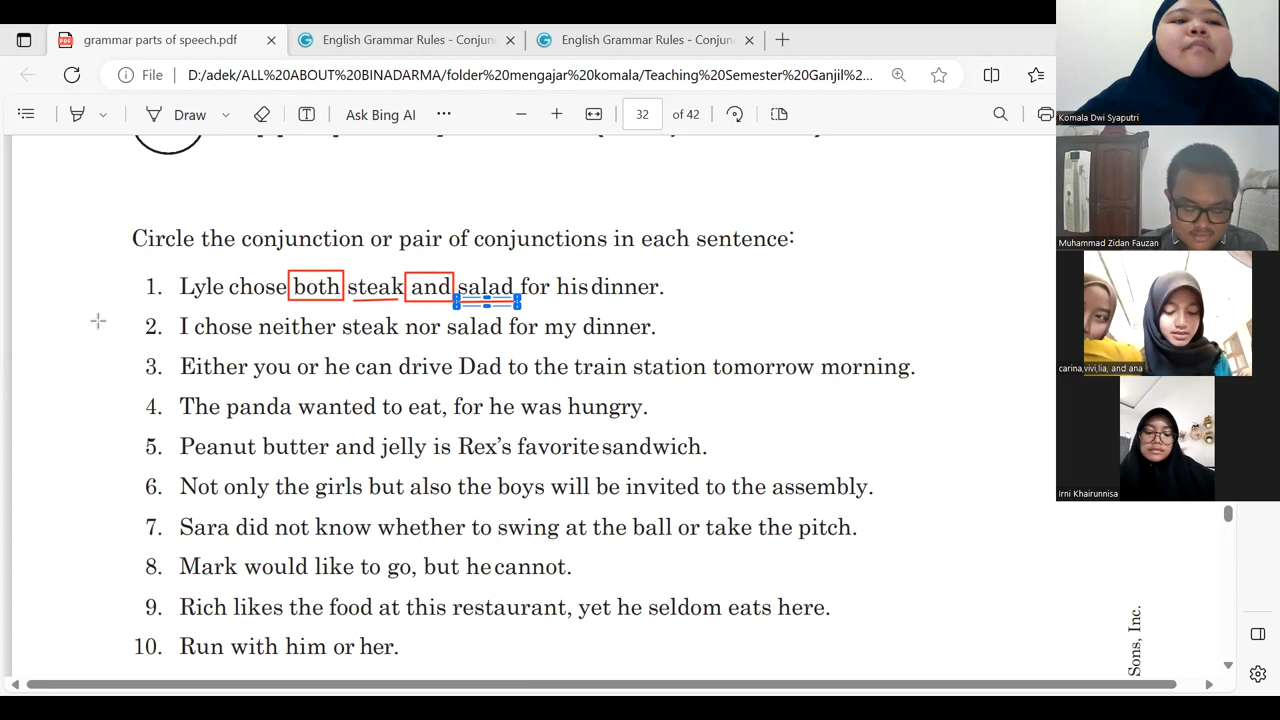 grammar parts of speech.pdf
English Grammar Rules - Conjun
English Grammar Rules - Conjun
File
D:/adek/ALL%20ABOUT%20BINADARMA/folder%20mengajar%20komala/Teaching%20Semester%20Ganjil%2...
Draw
Ask Bing AI
32 of 42
Komala Dwi Syaputri
Muhammad Zidan Fauzan
carina,vivi,lia, and ana
Irni Khairunnisa
Circle the conjunction or pair of conjunctions in each sentence:
1. Lyle chose both steak and salad for his dinner.
2. I chose neither steak nor salad for my dinner.
3. Either you or he can drive Dad to the train station tomorrow morning.
4. The panda wanted to eat, for he was hungry.
5. Peanut butter and jelly is Rex’s favorite sandwich.
6. Not only the girls but also the boys will be invited to the assembly.
7. Sara did not know whether to swing at the ball or take the pitch.
8. Mark would like to go, but he cannot.
9. Rich likes the food at this restaurant, yet he seldom eats here.
10. Run with him or her.
Sons, Inc.